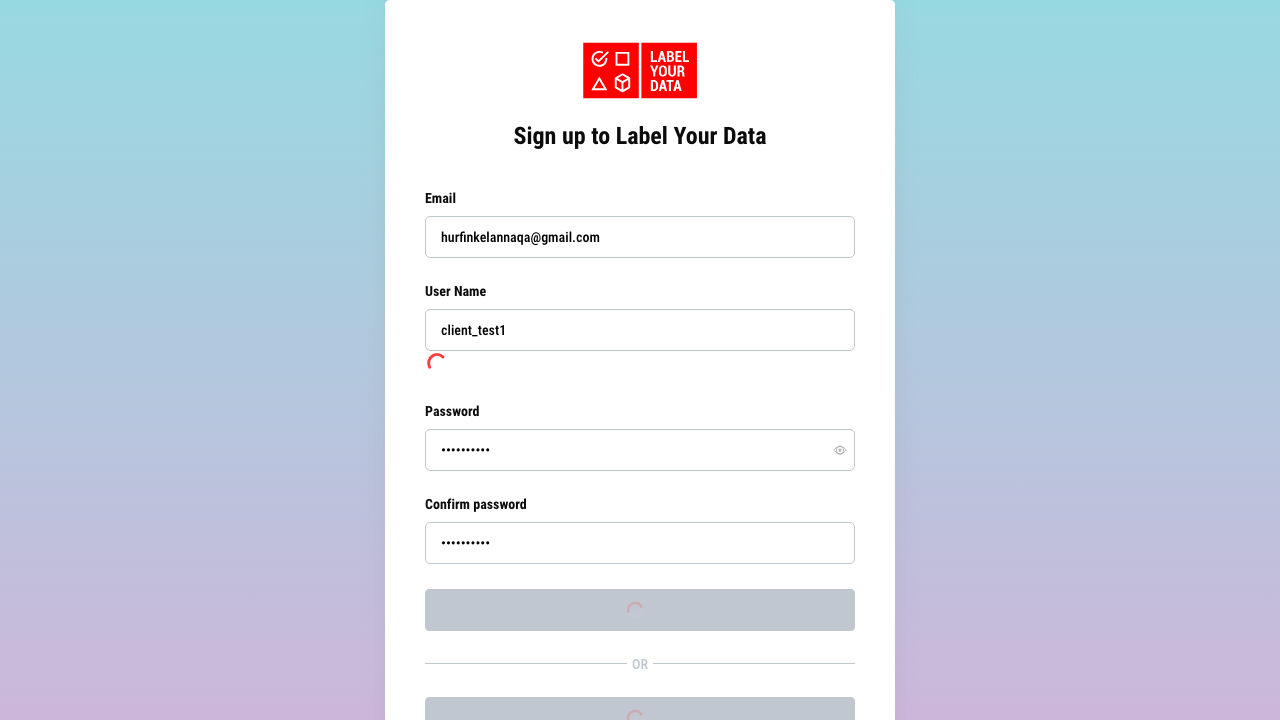 LABEL
YOUR
DATA
Sign up to Label Your Data
Email
hurfinkelannaqa@gmail.com
User Name
client_test1
Password
••••••••••
Confirm password
••••••••••
OR